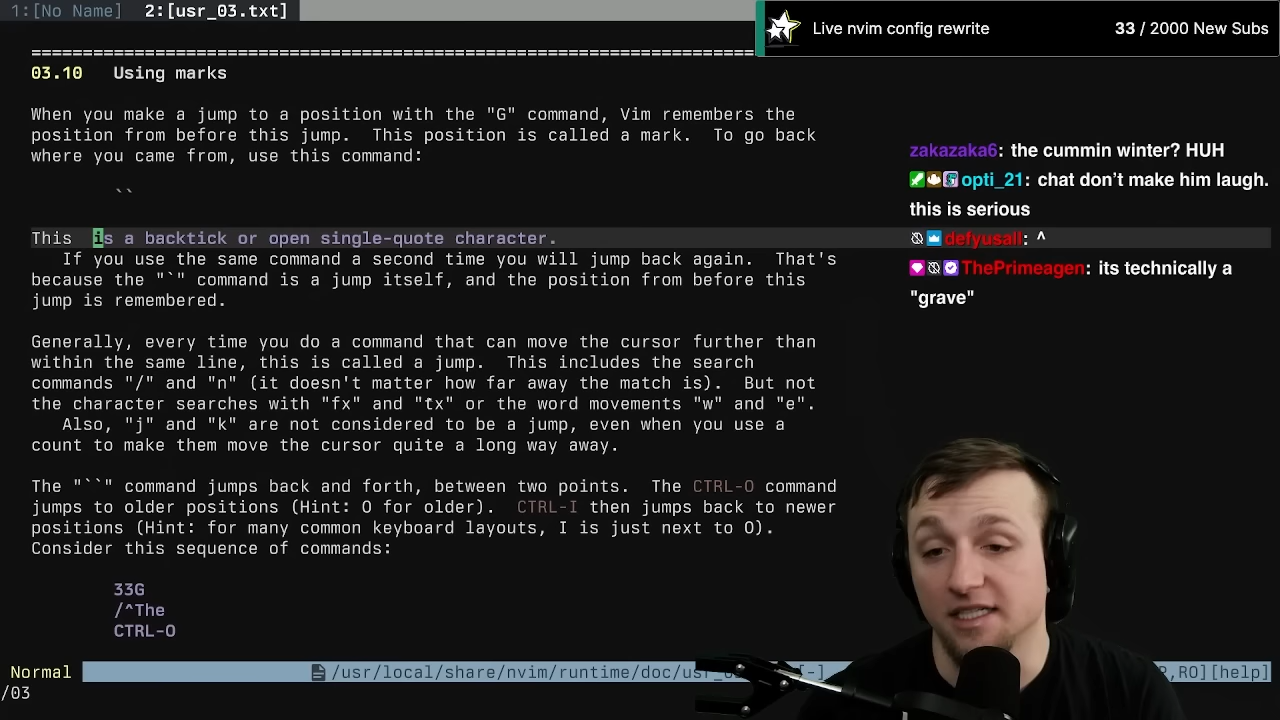 1:[No Name]  2:[usr_03.txt]
Live nvim config rewrite 33 / 2000 New Subs
==============================================================================
03.10 Using marks
When you make a jump to a position with the "G" command, Vim remembers the
position from before this jump.  This position is called a mark.  To go back
where you came from, use this command:
``
This  is a backtick or open single-quote character.
If you use the same command a second time you will jump back again.  That's
because the "`" command is a jump itself, and the position from before this
jump is remembered.
Generally, every time you do a command that can move the cursor further than
within the same line, this is called a jump.  This includes the search
commands "/" and "n" (it doesn't matter how far away the match is).  But not
the character searches with "fx" and "tx" or the word movements "w" and "e".
Also, "j" and "k" are not considered to be a jump, even when you use a
count to make them move the cursor quite a long way away.
The "``" command jumps back and forth, between two points.  The CTRL-O command
jumps to older positions (Hint: O for older).  CTRL-I then jumps back to newer
positions (Hint: for many common keyboard layouts, I is just next to O).
Consider this sequence of commands:
33G
/^The
CTRL-O
Normal /usr/local/share/nvim/runtime/doc/usr_0 [-] ,RO][help]
/03
zakazaka6: the cummin winter? HUH
opti_21: chat don't make him laugh.
this is serious
defyusall: ^
ThePrimeagen: its technically a
"grave"